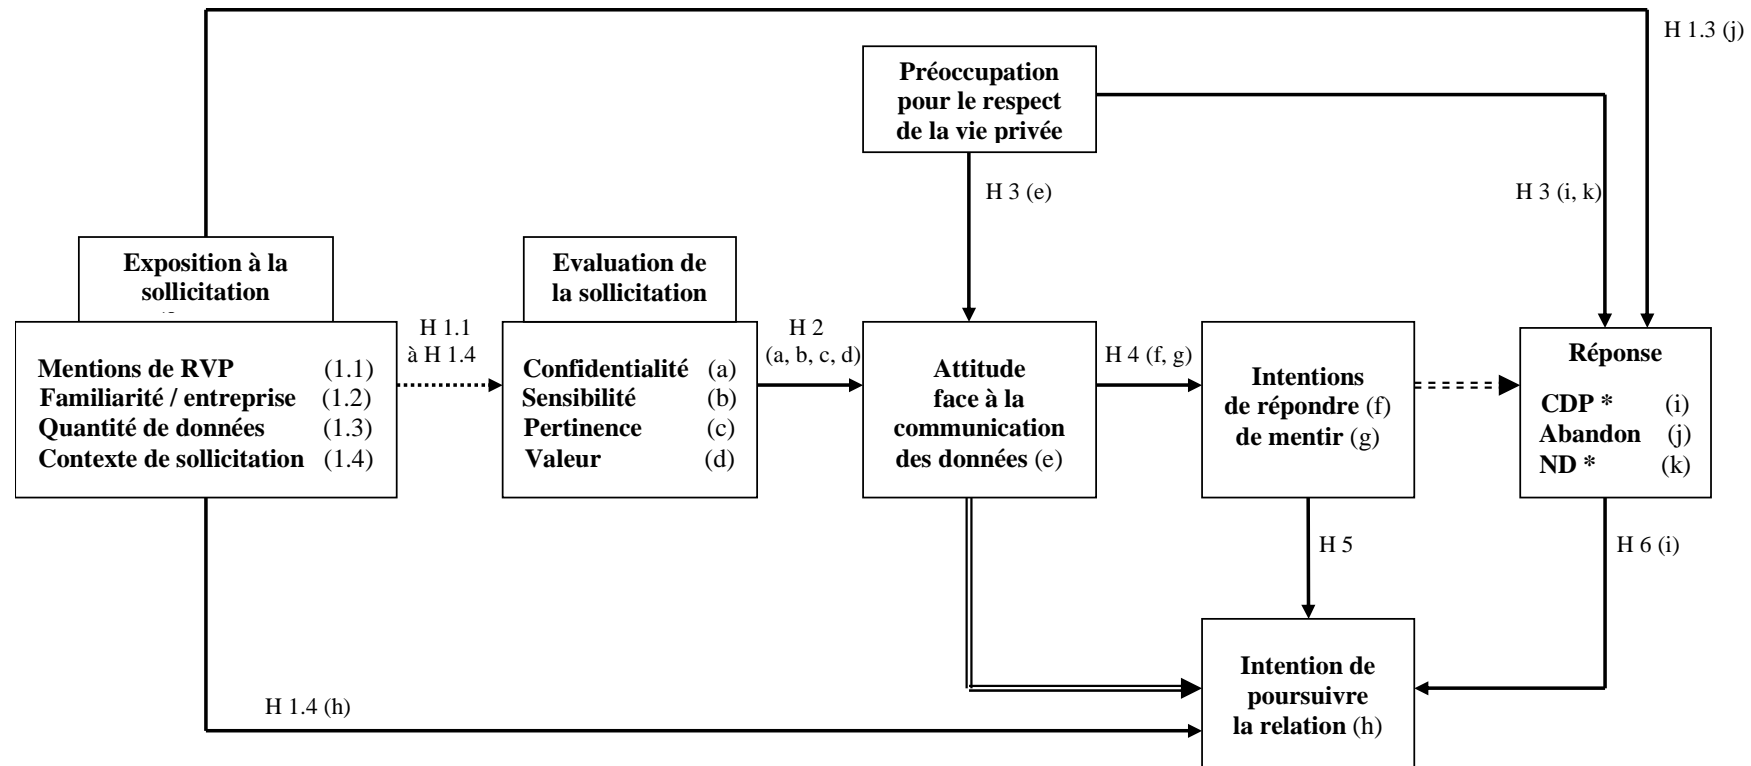 H 1.3 (j)
Préoccupation
pour le respect
de la vie privée
H 3 (e)
H 3 (i, k)
Exposition à la
sollicitation
Evaluation de
la sollicitation
H 1.1
à H 1.4
H 2
(a, b, c, d)
Mentions de RVP (1.1)
Familiarité / entreprise (1.2)
Quantité de données (1.3)
Contexte de sollicitation (1.4)
Confidentialité (a)
Sensibilité (b)
Pertinence (c)
Valeur (d)
Attitude
face à la
communication
des données (e)
H 4 (f, g)
Intentions
de répondre (f)
de mentir (g)
Réponse
CDP * (i)
Abandon (j)
ND * (k)
H 5
H 6 (i)
Intention de
poursuivre
la relation (h)
H 1.4 (h)